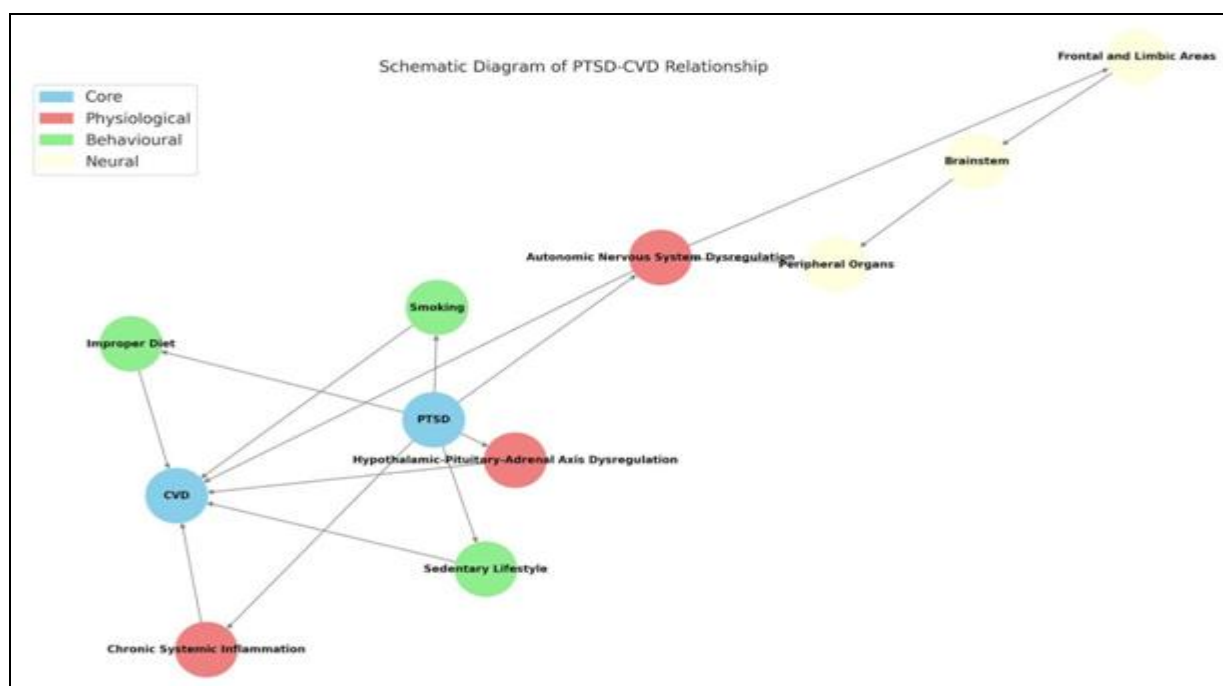 Schematic Diagram of PTSD-CVD Relationship
Core
Physiological
Behavioural
Neural
Frontal and Limbic Areas
Brainstem
Autonomic Nervous System Dysregulation
Peripheral Organs
Smoking
Improper Diet
PTSD
Hypothalamic-Pituitary-Adrenal Axis Dysregulation
CVD
Sedentary Lifestyle
Chronic Systemic Inflammation